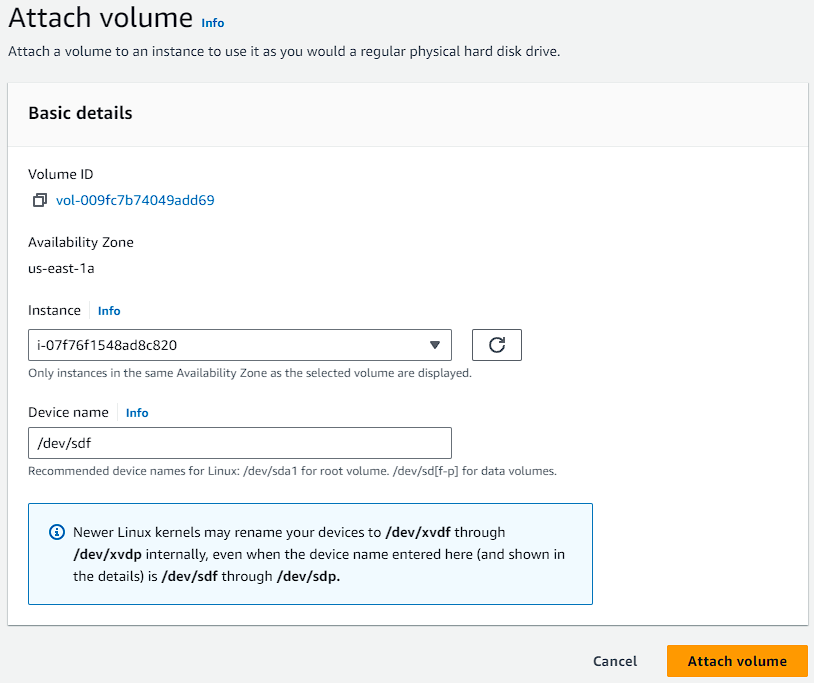 Attach volume Info
Attach a volume to an instance to use it as you would a regular physical hard disk drive.
Basic details
Volume ID
vol-009fc7b74049add69
Availability Zone
us-east-1a
Instance Info
i-07f76f1548ad8c820
Only instances in the same Availability Zone as the selected volume are displayed.
Device name Info
/dev/sdf
Recommended device names for Linux: /dev/sda1 for root volume. /dev/sd[f-p] for data volumes.
Newer Linux kernels may rename your devices to /dev/xvdf through
/dev/xvdp internally, even when the device name entered here (and shown in
the details) is /dev/sdf through /dev/sdp.
Cancel Attach volume